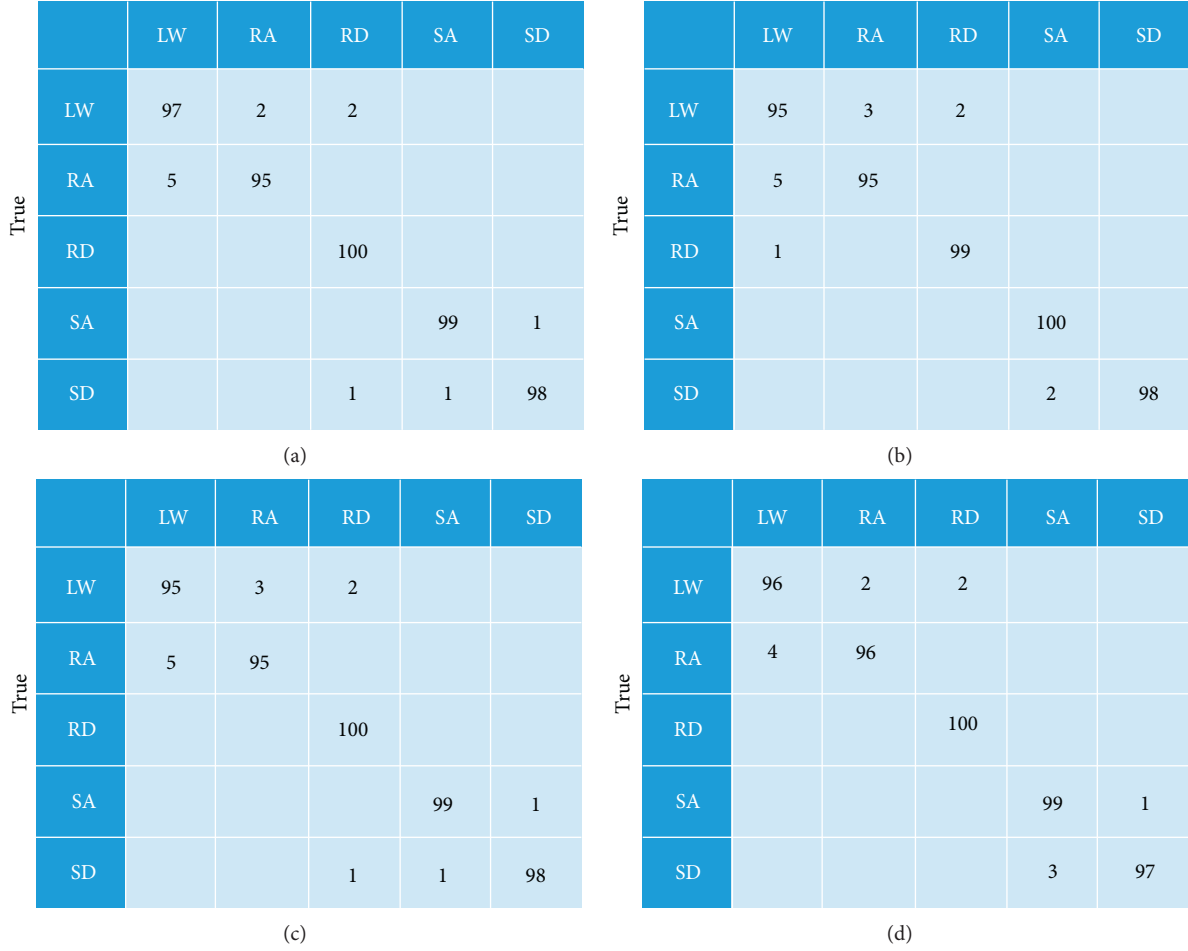 LW RA RD SA SD
LW 97 2 2
RA 5 95
RD 100
SA 99 1
SD 1 1 98
True
(a)
LW RA RD SA SD
LW 95 3 2
RA 5 95
RD 1 99
SA 100
SD 2 98
True
(b)
LW RA RD SA SD
LW 95 3 2
RA 5 95
RD 100
SA 99 1
SD 1 1 98
True
(c)
LW RA RD SA SD
LW 96 2 2
RA 4 96
RD 100
SA 99 1
SD 3 97
True
(d)